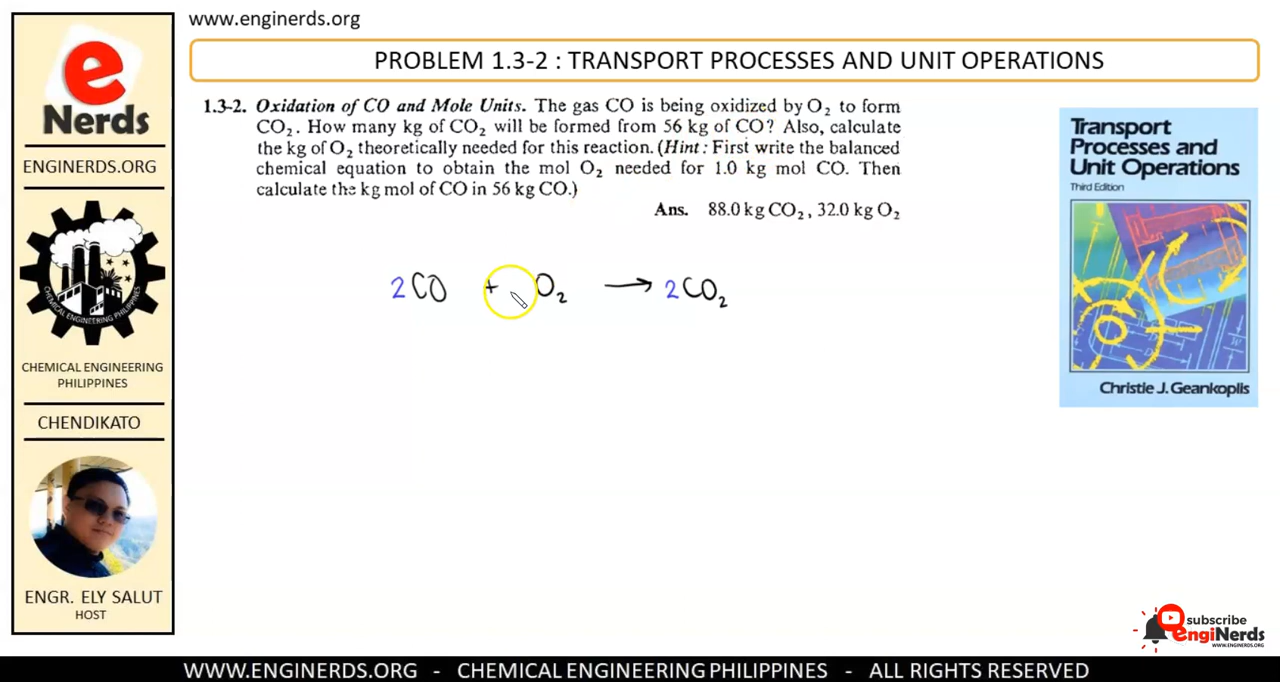 www.enginerds.org
PROBLEM 1.3-2 : TRANSPORT PROCESSES AND UNIT OPERATIONS
e
Nerds
ENGINERDS.ORG
CHEMICAL ENGINEERING PHILIPPINES
CHEMICAL ENGINEERING
PHILIPPINES
CHENDIKATO
ENGR. ELY SALUT
HOST
1.3-2. Oxidation of CO and Mole Units. The gas CO is being oxidized by O₂ to form
CO₂. How many kg of CO₂ will be formed from 56 kg of CO? Also, calculate
the kg of O₂ theoretically needed for this reaction. (Hint: First write the balanced
chemical equation to obtain the mol O₂ needed for 1.0 kg mol CO. Then
calculate the kg mol of CO in 56 kg CO.)
Ans. 88.0 kg CO₂, 32.0 kg O₂
2CO + O₂ → 2CO₂
Transport
Processes and
Unit Operations
Third Edition
Christie J. Geankoplis
subscribe
engiNerds
WWW.ENGINERDS.ORG
WWW.ENGINERDS.ORG - CHEMICAL ENGINEERING PHILIPPINES - ALL RIGHTS RESERVED